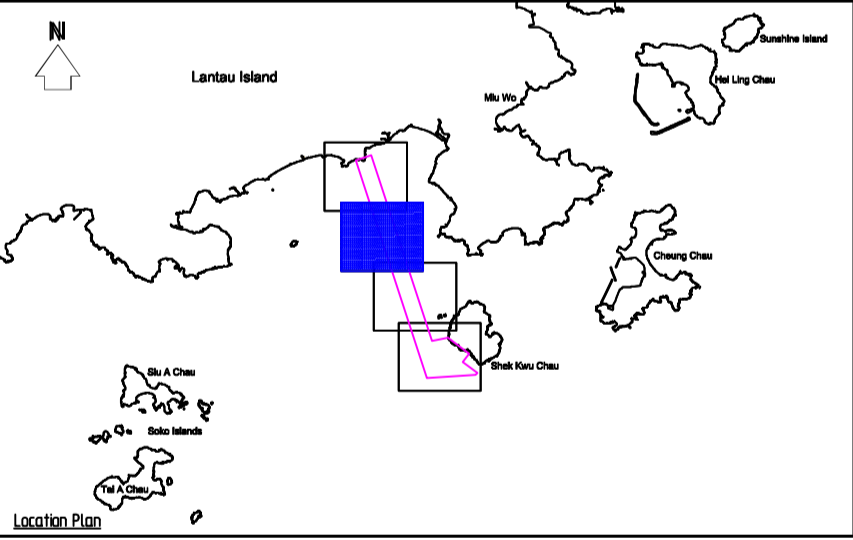 N
Sunshine Island
Lantau Island
Hei Ling Chau
Miu Wo
Cheung Chau
Shek Kwu Chau
Siu A Chau
Soko Islands
Tai A Chau
Location Plan